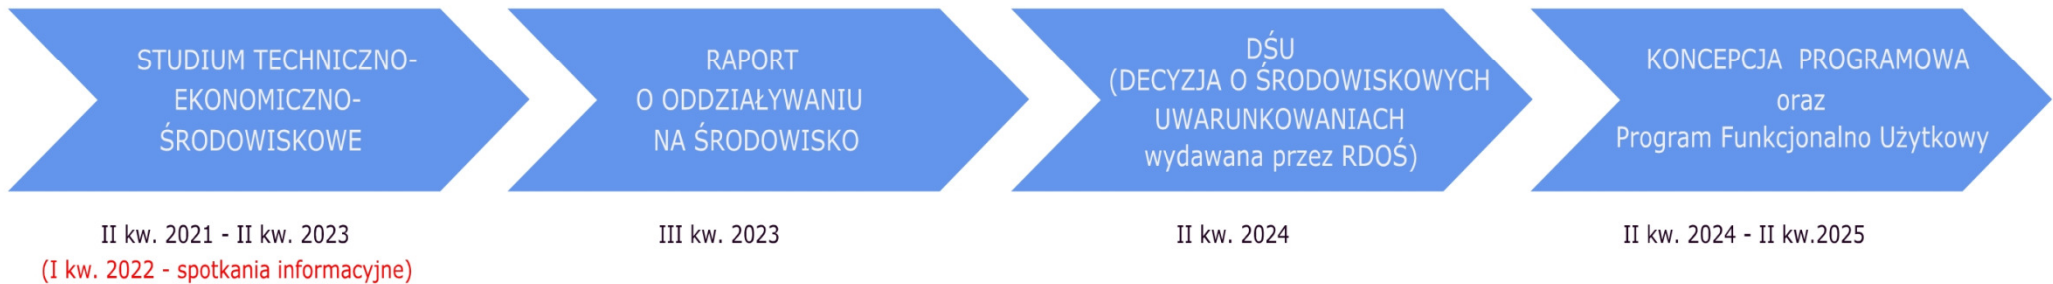 STUDIUM TECHNICZNO-
EKONOMICZNO-
ŚRODOWISKOWE
II kw. 2021 - II kw. 2023
(I kw. 2022 - spotkania informacyjne)
RAPORT
O ODDZIAŁYWANIU
NA ŚRODOWISKO
III kw. 2023
DŚU
(DECYZJA O ŚRODOWISKOWYCH
UWARUNKOWANIACH
wydawana przez RDOŚ)
II kw. 2024
KONCEPCJA PROGRAMOWA
oraz
Program Funkcjonalno Użytkowy
II kw. 2024 - II kw.2025